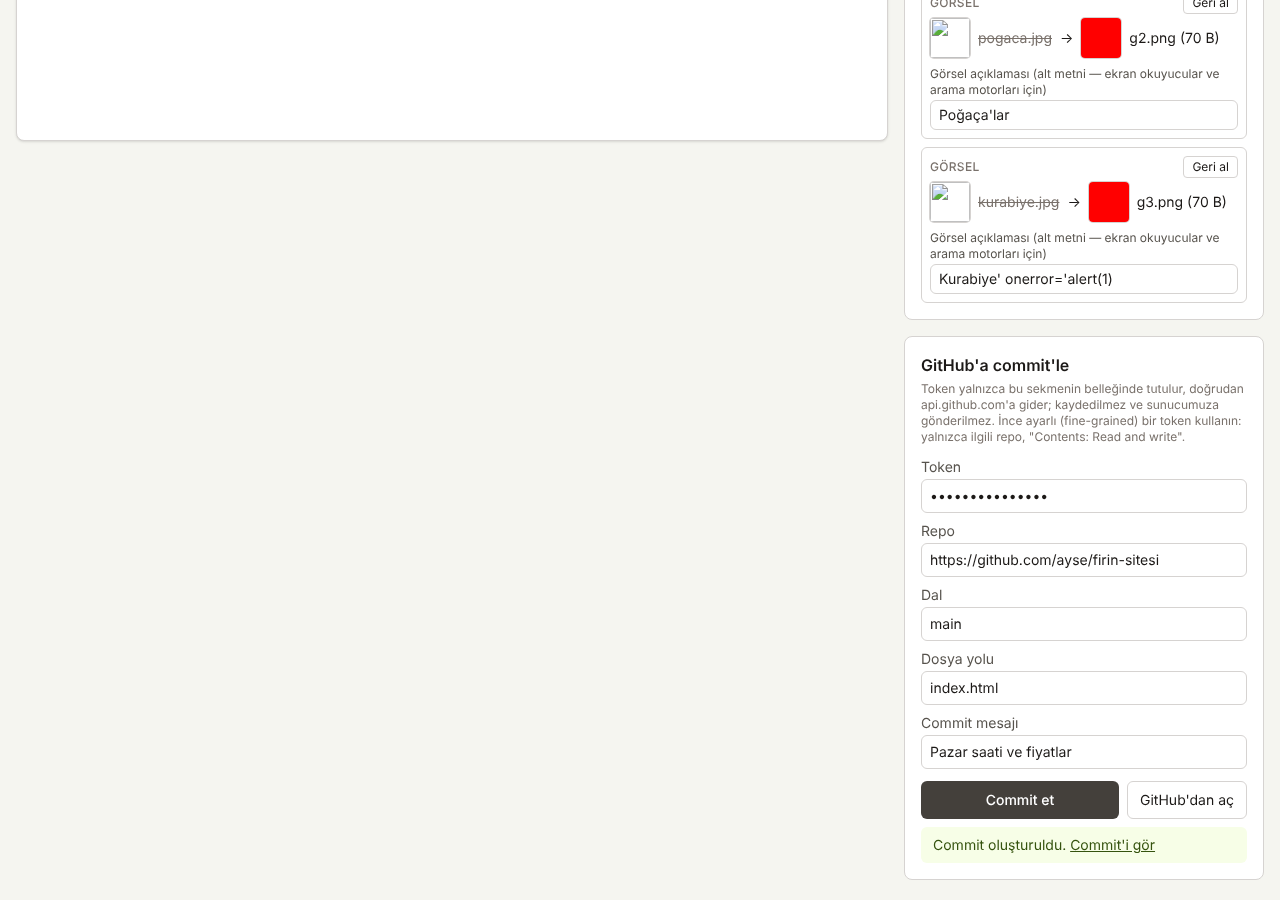 GÖRSEL
Geri al
pogaca.jpg → g2.png (70 B)
Görsel açıklaması (alt metni — ekran okuyucular ve
arama motorları için)
Poğaça'lar
GÖRSEL
Geri al
kurabiye.jpg → g3.png (70 B)
Görsel açıklaması (alt metni — ekran okuyucular ve
arama motorları için)
Kurabiye' onerror='alert(1)
GitHub'a commit'le
Token yalnızca bu sekmenin belleğinde tutulur, doğrudan
api.github.com'a gider; kaydedilmez ve sunucumuza
gönderilmez. İnce ayarlı (fine-grained) bir token kullanın:
yalnızca ilgili repo, "Contents: Read and write".
Token
•••••••••••••••
Repo
https://github.com/ayse/firin-sitesi
Dal
main
Dosya yolu
index.html
Commit mesajı
Pazar saati ve fiyatlar
Commit et
GitHub'dan aç
Commit oluşturuldu. Commit'i gör